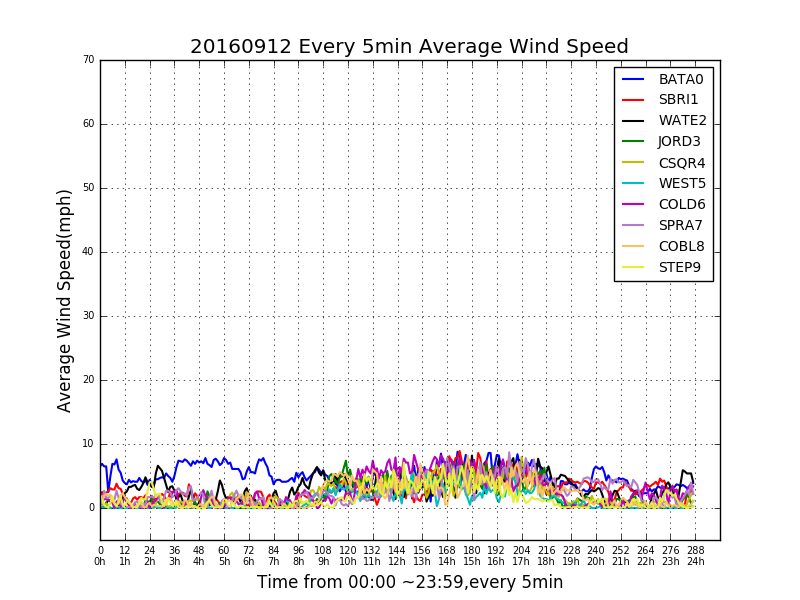 20160912 Every 5min Average Wind Speed
Average Wind Speed(mph)
70
60
50
40
30
20
10
0
BATA0
SBRI1
WATE2
JORD3
CSQR4
WEST5
COLD6
SPRA7
COBL8
STEP9
0 12 24 36 48 60 72 84 96 108 120 132 144 156 168 180 192 204 216 228 240 252 264 276 288
0h 1h 2h 3h 4h 5h 6h 7h 8h 9h 10h 11h 12h 13h 14h 15h 16h 17h 18h 19h 20h 21h 22h 23h 24h
Time from 00:00 ~23:59,every 5min